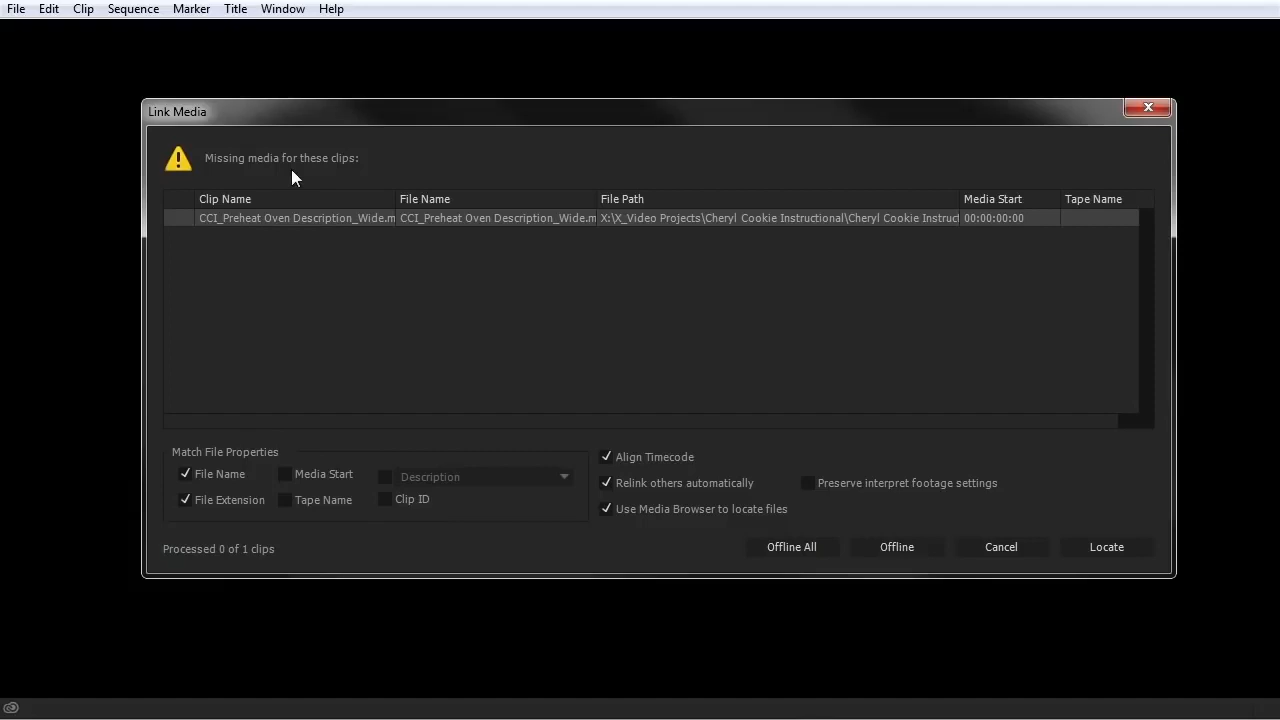 File Edit Clip Sequence Marker Title Window Help
Link Media
Missing media for these clips:
Clip Name File Name File Path Media Start Tape Name
CCI_Preheat Oven Description_Wide.m CCI_Preheat Oven Description_Wide.m X:\X_Video Projects\Cheryl Cookie Instructional\Cheryl Cookie Instruct 00:00:00:00
Match File Properties
File Name Media Start Description
File Extension Tape Name Clip ID
Align Timecode
Relink others automatically Preserve interpret footage settings
Use Media Browser to locate files
Processed 0 of 1 clips
Offline All Offline Cancel Locate